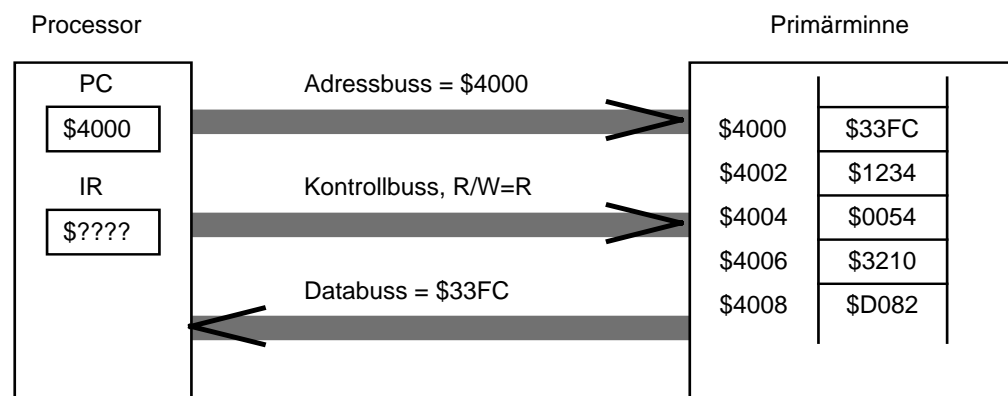 Processor
Primärminne
PC
Adressbuss = $4000
$4000
$4000
$33FC
IR
Kontrollbuss, R/W=R
$4002
$1234
$????
$4004
$0054
$4006
$3210
Databuss = $33FC
$4008
$D082